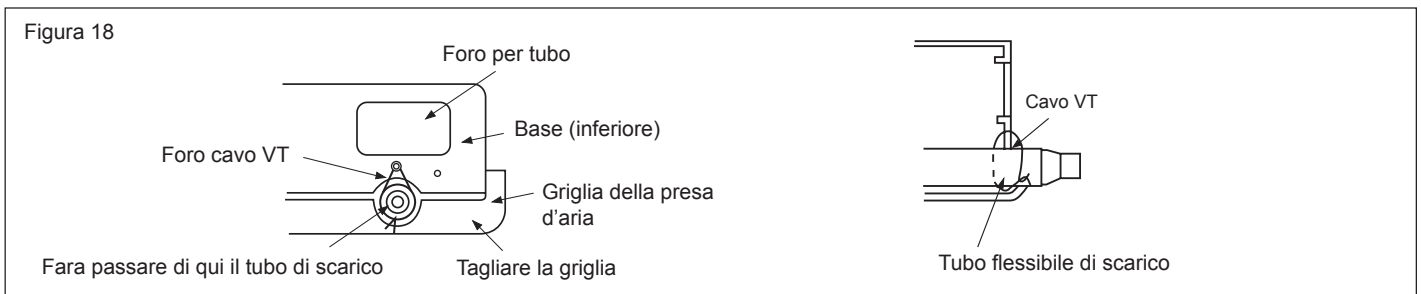 Figura 18
Foro per tubo
Base (inferiore)
Foro cavo VT
Griglia della presa
d’aria
Fara passare di qui il tubo di scarico
Tagliare la griglia
Cavo VT
Tubo flessibile di scarico